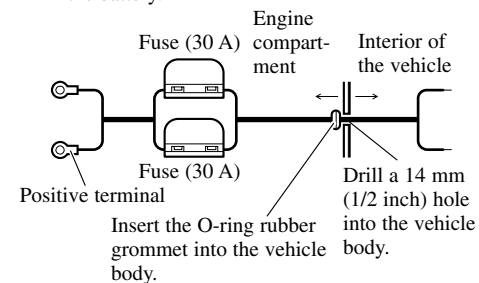 Fuse (30 A)
Engine
compart-
ment
Interior of
the vehicle
Fuse (30 A)
Positive terminal
Insert the O-ring rubber
grommet into the vehicle
body.
Drill a 14 mm
(1/2 inch) hole
into the vehicle
body.